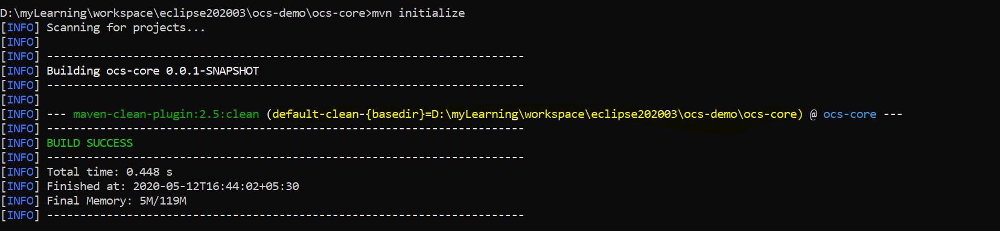 D:\myLearning\workspace\eclipse202003\ocs-demo\ocs-core>mvn initialize
[INFO] Scanning for projects...
[INFO]
[INFO] ------------------------------------------------------------------------
[INFO] Building ocs-core 0.0.1-SNAPSHOT
[INFO] ------------------------------------------------------------------------
[INFO]
[INFO] --- maven-clean-plugin:2.5:clean (default-clean-{basedir}=D:\myLearning\workspace\eclipse202003\ocs-demo\ocs-core) @ ocs-core ---
[INFO] ------------------------------------------------------------------------
[INFO] BUILD SUCCESS
[INFO] ------------------------------------------------------------------------
[INFO] Total time: 0.448 s
[INFO] Finished at: 2020-05-12T16:44:02+05:30
[INFO] Final Memory: 5M/119M
[INFO] ------------------------------------------------------------------------